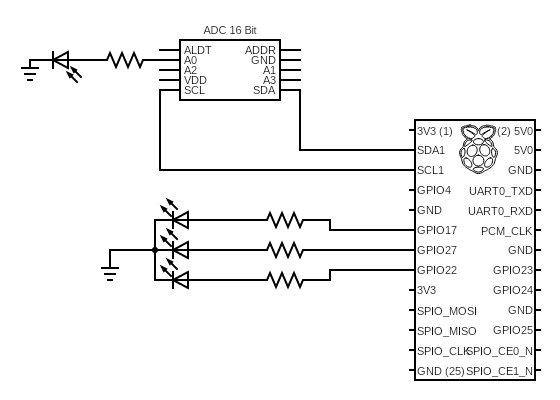 ADC 16 Bit
ALDT ADDR
A0 GND
A2 A1
VDD A3
SCL SDA
3V3 (1) (2) 5V0
SDA1 5V0
SCL1 GND
GPIO4 UART0_TXD
GND UART0_RXD
GPIO17 PCM_CLK
GPIO27 GND
GPIO22 GPIO23
3V3 GPIO24
SPIO_MOSI GND
SPIO_MISO GPIO25
SPIO_CLK SPIO_CE0_N
GND (25) SPIO_CE1_N